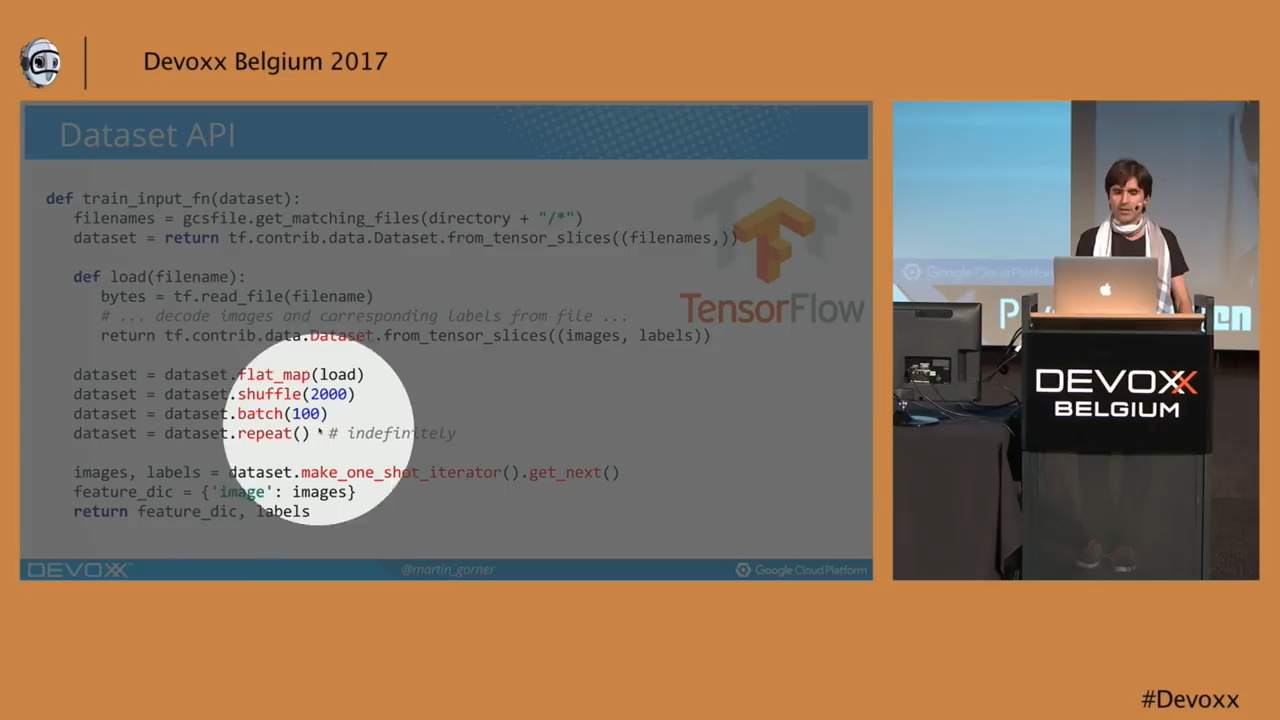 Devoxx Belgium 2017
Dataset API
def train_input_fn(dataset):
filenames = gcsfile.get_matching_files(directory + "/*")
dataset = return tf.contrib.data.Dataset.from_tensor_slices((filenames,))
def load(filename):
bytes = tf.read_file(filename)
# ... decode images and corresponding labels from file ...
return tf.contrib.data.Dataset.from_tensor_slices((images, labels))
dataset = dataset.flat_map(load)
dataset = dataset.shuffle(2000)
dataset = dataset.batch(100)
dataset = dataset.repeat() # indefinitely
images, labels = dataset.make_one_shot_iterator().get_next()
feature_dic = {'image': images}
return feature_dic, labels
TensorFlow
DEVOXX
@martin_gorner
Google Cloud Platform
Google Cloud Platform
DEVOXX
BELGIUM
#Devoxx